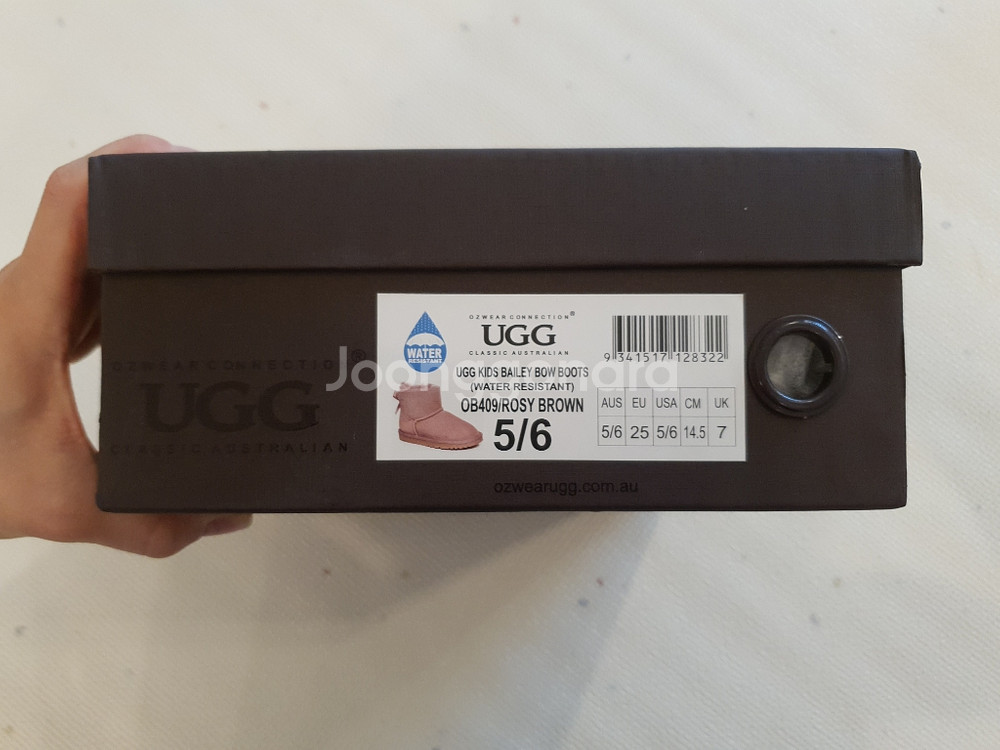 OZWEAR CONNECTION®
UGG
CLASSIC AUSTRALIAN
WATER
RESISTANT
OZWEAR CONNECTION®
UGG
CLASSIC AUSTRALIAN
UGG KIDS BAILEY BOW BOOTS
(WATER RESISTANT)
OB409/ROSY BROWN
5/6
9 341517 128322
AUS EU USA CM UK
5/6 25 5/6 14.5 7
ozwearugg.com.au
Joonggonara